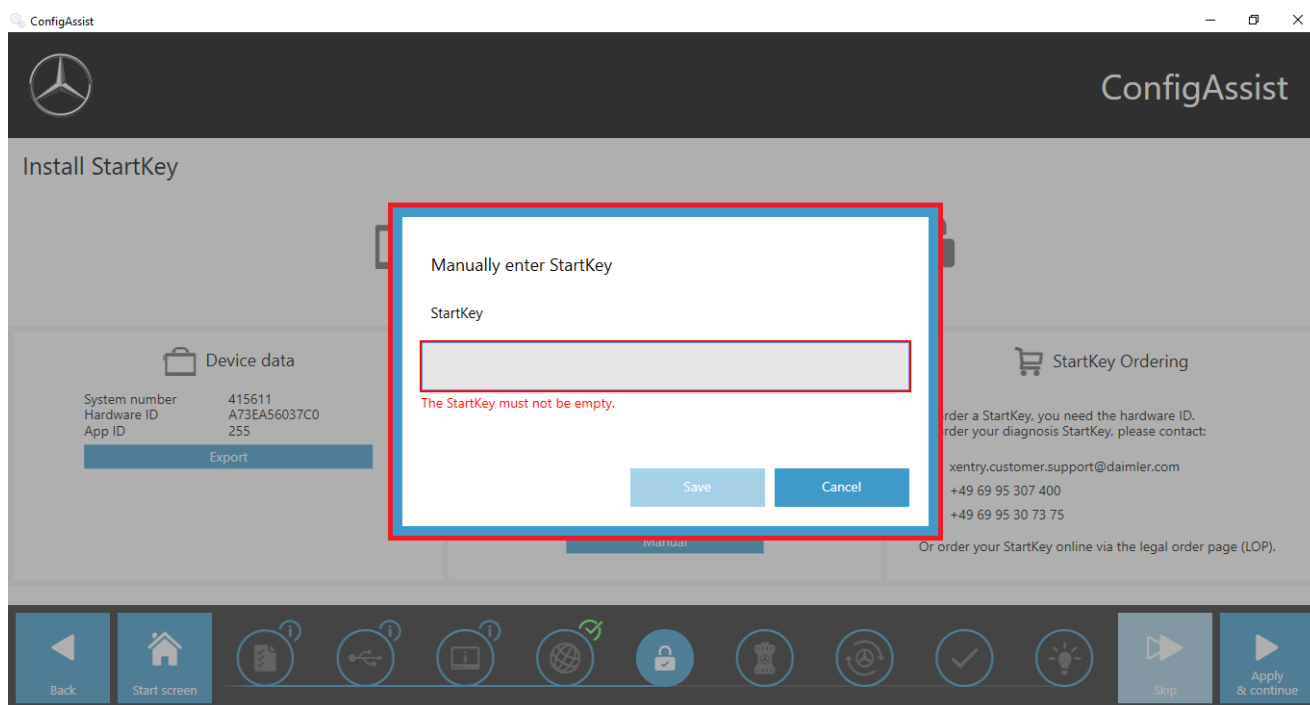 ConfigAssist
ConfigAssist
Install StartKey
Manually enter StartKey
StartKey
The StartKey must not be empty.
Save
Cancel
Device data
System number 415611
Hardware ID A73EA56037C0
App ID 255
Export
Manual
StartKey Ordering
order a StartKey, you need the hardware ID.
order your diagnosis StartKey, please contact:
xentry.customer.support@daimler.com
+49 69 95 307 400
+49 69 95 30 73 75
Or order your StartKey online via the legal order page (LOP).
Back
Start screen
Skip
Apply
& continue